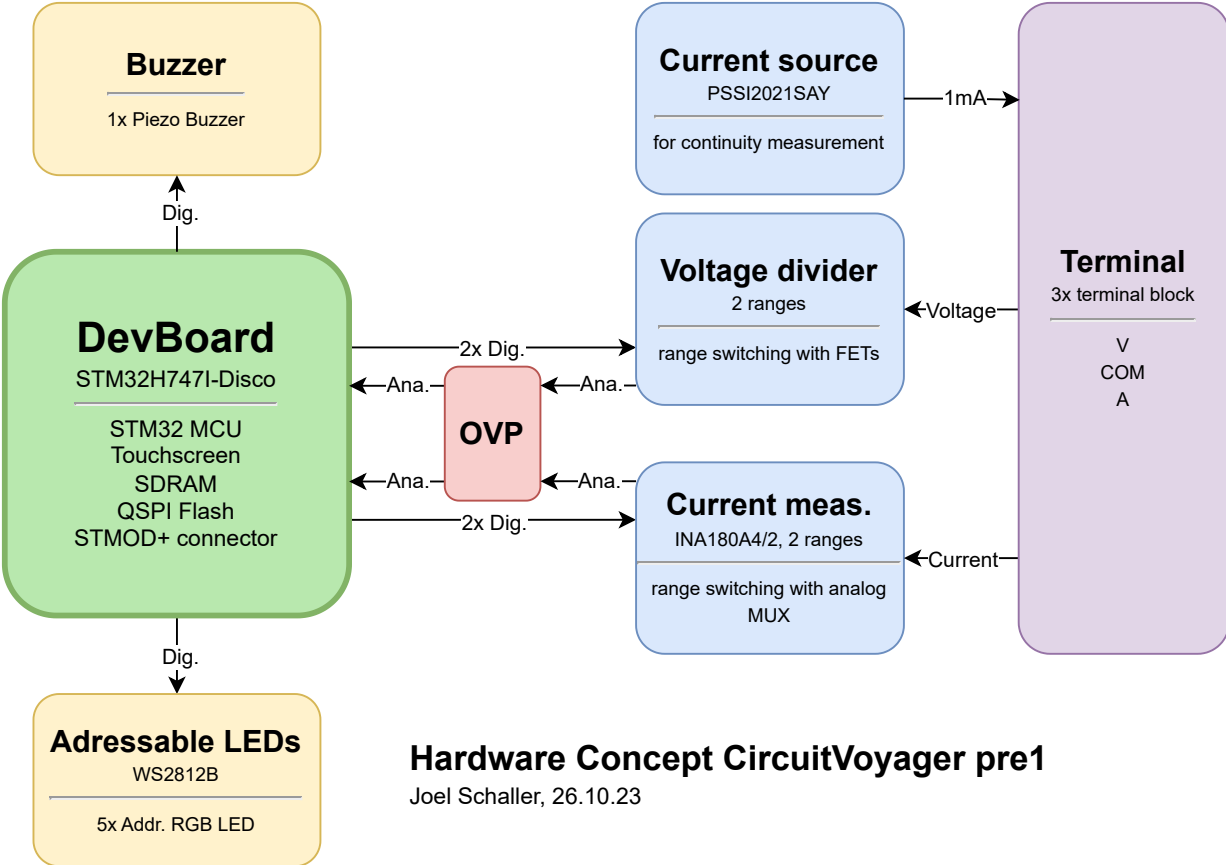 Buzzer
1x Piezo Buzzer
Dig.
DevBoard
STM32H747I-Disco
STM32 MCU
Touchscreen
SDRAM
QSPI Flash
STMOD+ connector
Dig.
Adressable LEDs
WS2812B
5x Addr. RGB LED
2x Dig.
Ana.
Ana.
OVP
Ana.
Ana.
2x Dig.
Current source
PSSI2021SAY
for continuity measurement
1mA
Voltage divider
2 ranges
range switching with FETs
Voltage
Current meas.
INA180A4/2, 2 ranges
range switching with analog
MUX
Current
Terminal
3x terminal block
V
COM
A
Hardware Concept CircuitVoyager pre1
Joel Schaller, 26.10.23